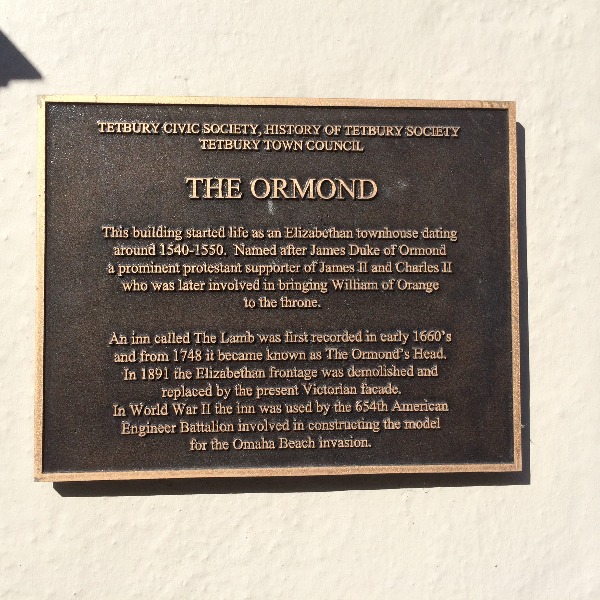 TETBURY CIVIC SOCIETY, HISTORY OF TETBURY SOCIETY
TETBURY TOWN COUNCIL
THE ORMOND
This building started life as an Elizabethan townhouse dating
around 1540-1550. Named after James Duke of Ormond
a prominent protestant supporter of James II and Charles II
who was later involved in bringing William of Orange
to the throne.
An inn called The Lamb was first recorded in early 1660's
and from 1748 it became known as The Ormond's Head.
In 1891 the Elizabethan frontage was demolished and
replaced by the present Victorian facade.
In World War II the inn was used by the 654th American
Engineer Battalion involved in constructing the model
for the Omaha Beach invasion.